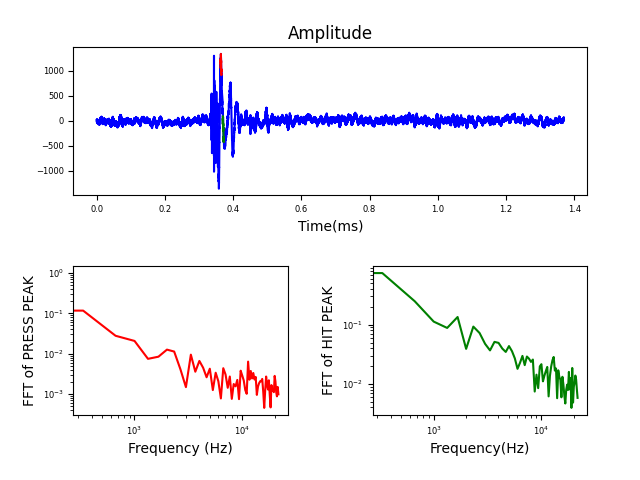 Amplitude
1000
500
0
−500
−1000
0.0 0.2 0.4 0.6 0.8 1.0 1.2 1.4
Time(ms)
FFT of PRESS PEAK
10⁰
10⁻¹
10⁻²
10⁻³
10³ 10⁴
Frequency (Hz)
FFT of HIT PEAK
10⁻¹
10⁻²
10³ 10⁴
Frequency(Hz)